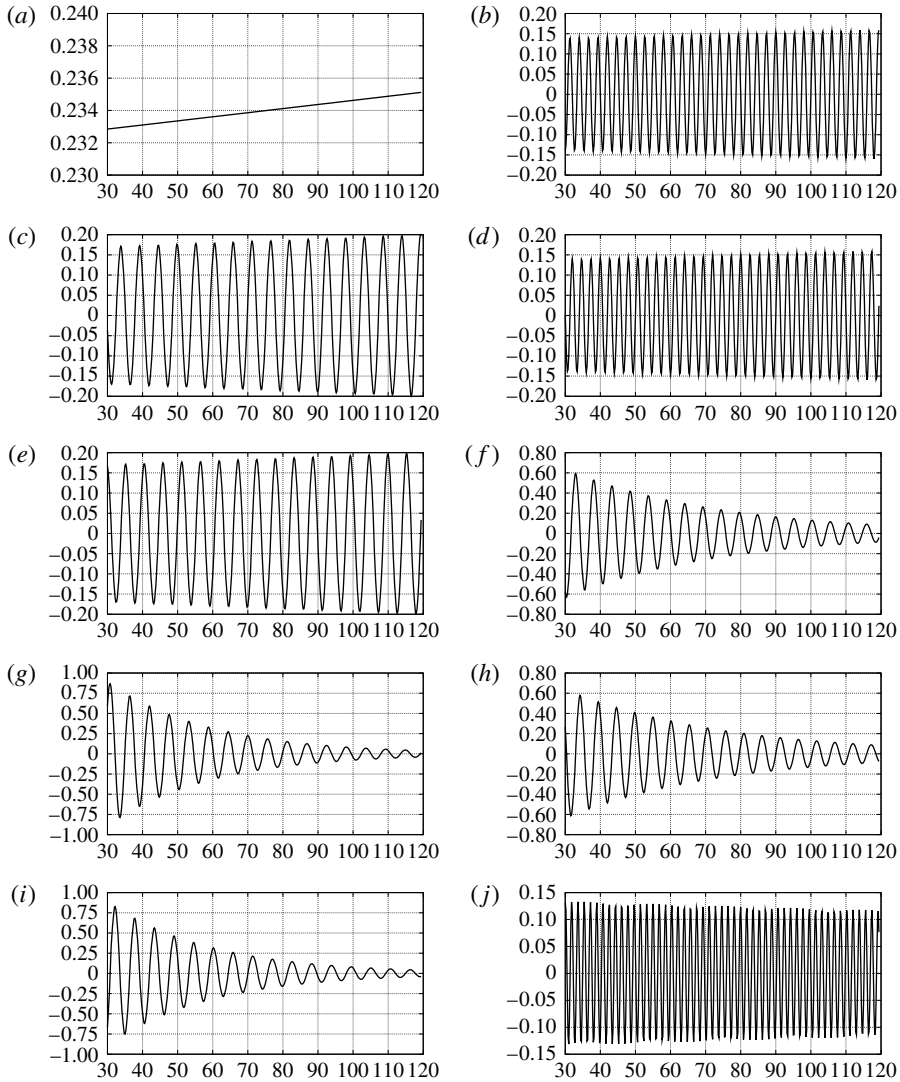 (a) 0.240 0.238 0.236 0.234 0.232 0.230
30 40 50 60 70 80 90 100 110 120
(b) 0.20 0.15 0.10 0.05 0 −0.05 −0.10 −0.15 −0.20
30 40 50 60 70 80 90 100 110 120
(c) 0.20 0.15 0.10 0.05 0 −0.05 −0.10 −0.15 −0.20
30 40 50 60 70 80 90 100 110 120
(d) 0.20 0.15 0.10 0.05 0 −0.05 −0.10 −0.15 −0.20
30 40 50 60 70 80 90 100 110 120
(e) 0.20 0.15 0.10 0.05 0 −0.05 −0.10 −0.15 −0.20
30 40 50 60 70 80 90 100 110 120
(f) 0.80 0.60 0.40 0.20 0 −0.20 −0.40 −0.60 −0.80
30 40 50 60 70 80 90 100 110 120
(g) 1.00 0.75 0.50 0.25 0 −0.25 −0.50 −0.75 −1.00
30 40 50 60 70 80 90 100 110 120
(h) 0.80 0.60 0.40 0.20 0 −0.20 −0.40 −0.60 −0.80
30 40 50 60 70 80 90 100 110 120
(i) 1.00 0.75 0.50 0.25 0 −0.25 −0.50 −0.75 −1.00
30 40 50 60 70 80 90 100 110 120
(j) 0.15 0.10 0.05 0 −0.05 −0.10 −0.15
30 40 50 60 70 80 90 100 110 120